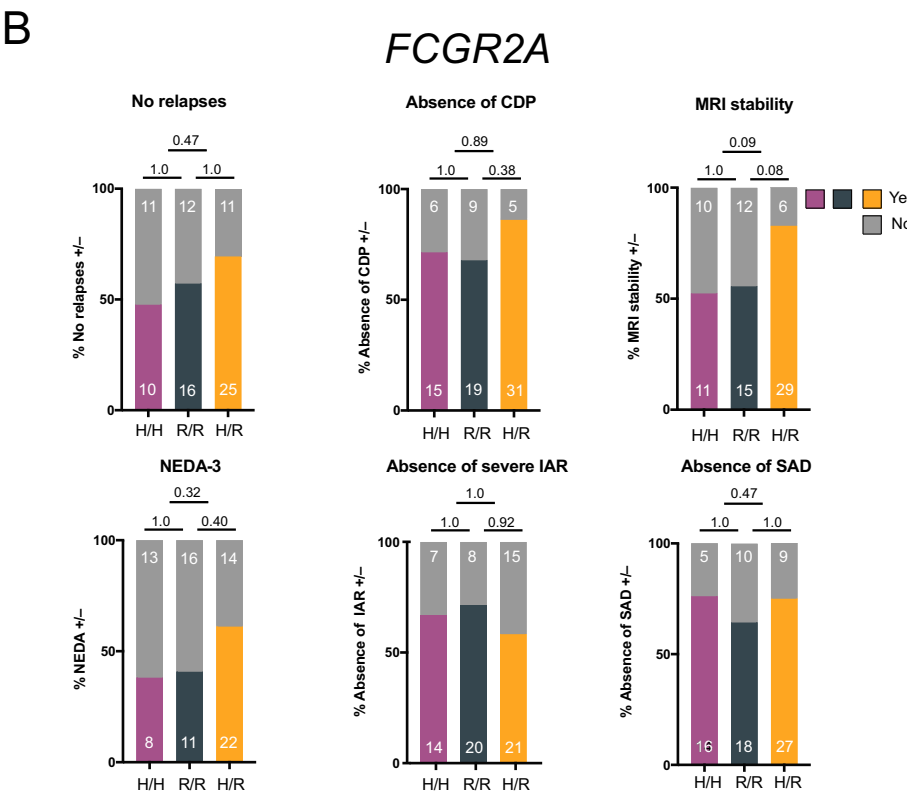 B
FCGR2A
No relapses
Absence of CDP
MRI stability
0.47
0.89
0.09
1.0 1.0
1.0 0.38
1.0 0.08
% No relapses +/–
100
50
0
11 12 11
10 16 25
H/H R/R H/R
% Absence of CDP +/–
100
50
0
6 9 5
15 19 31
H/H R/R H/R
% MRI stability +/–
100
50
0
10 12 6
11 15 29
H/H R/R H/R
Ye
No
NEDA-3
Absence of severe IAR
Absence of SAD
0.32
1.0
0.47
1.0 0.40
1.0 0.92
1.0 1.0
% NEDA +/–
100
50
0
13 16 14
8 11 22
H/H R/R H/R
% Absence of IAR +/–
100
50
0
7 8 15
14 20 21
H/H R/R H/R
% Absence of SAD +/–
100
50
0
5 10 9
16 18 27
H/H R/R H/R